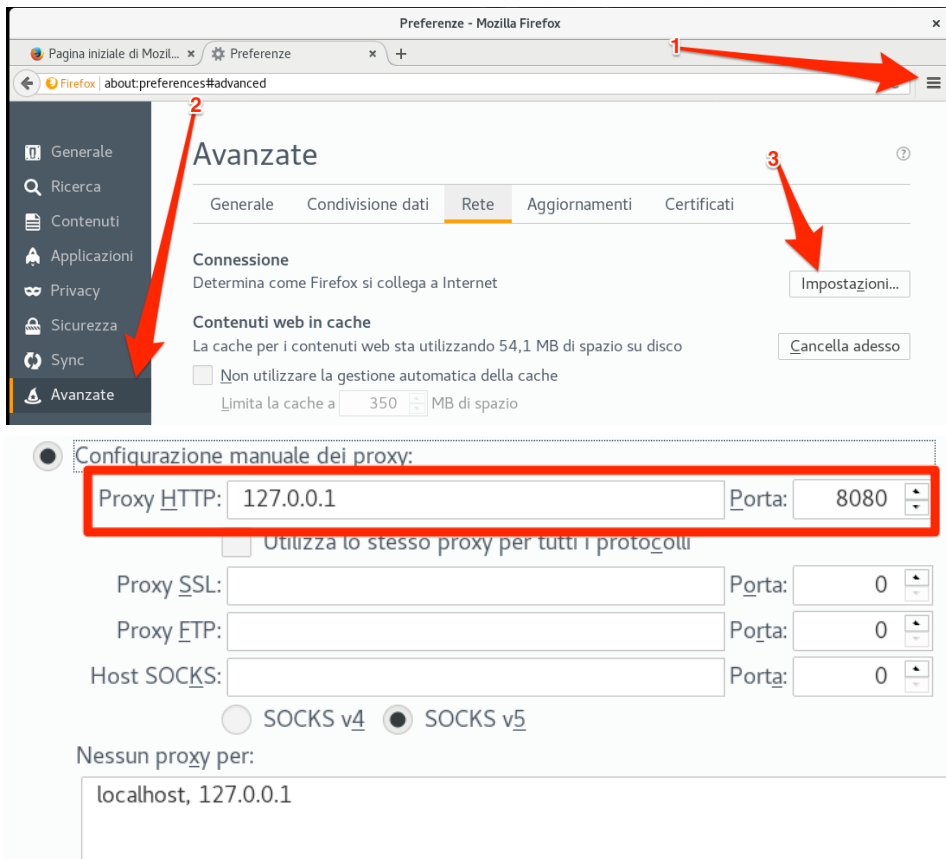 Preferenze - Mozilla Firefox
Pagina iniziale di Mozil...
Preferenze
1
Firefox about:preferences#advanced
2
Generale
Ricerca
Contenuti
Applicazioni
Privacy
Sicurezza
Sync
Avanzate
Avanzate
3
Generale Condivisione dati Rete Aggiornamenti Certificati
Connessione
Determina come Firefox si collega a Internet
Impostazioni...
Contenuti web in cache
La cache per i contenuti web sta utilizzando 54,1 MB di spazio su disco
Cancella adesso
Non utilizzare la gestione automatica della cache
Limita la cache a 350 MB di spazio
Configurazione manuale dei proxy:
Proxy HTTP: 127.0.0.1 Porta: 8080
Utilizza lo stesso proxy per tutti i protocolli
Proxy SSL: Porta: 0
Proxy FTP: Porta: 0
Host SOCKS: Porta: 0
SOCKS v4 SOCKS v5
Nessun proxy per:
localhost, 127.0.0.1